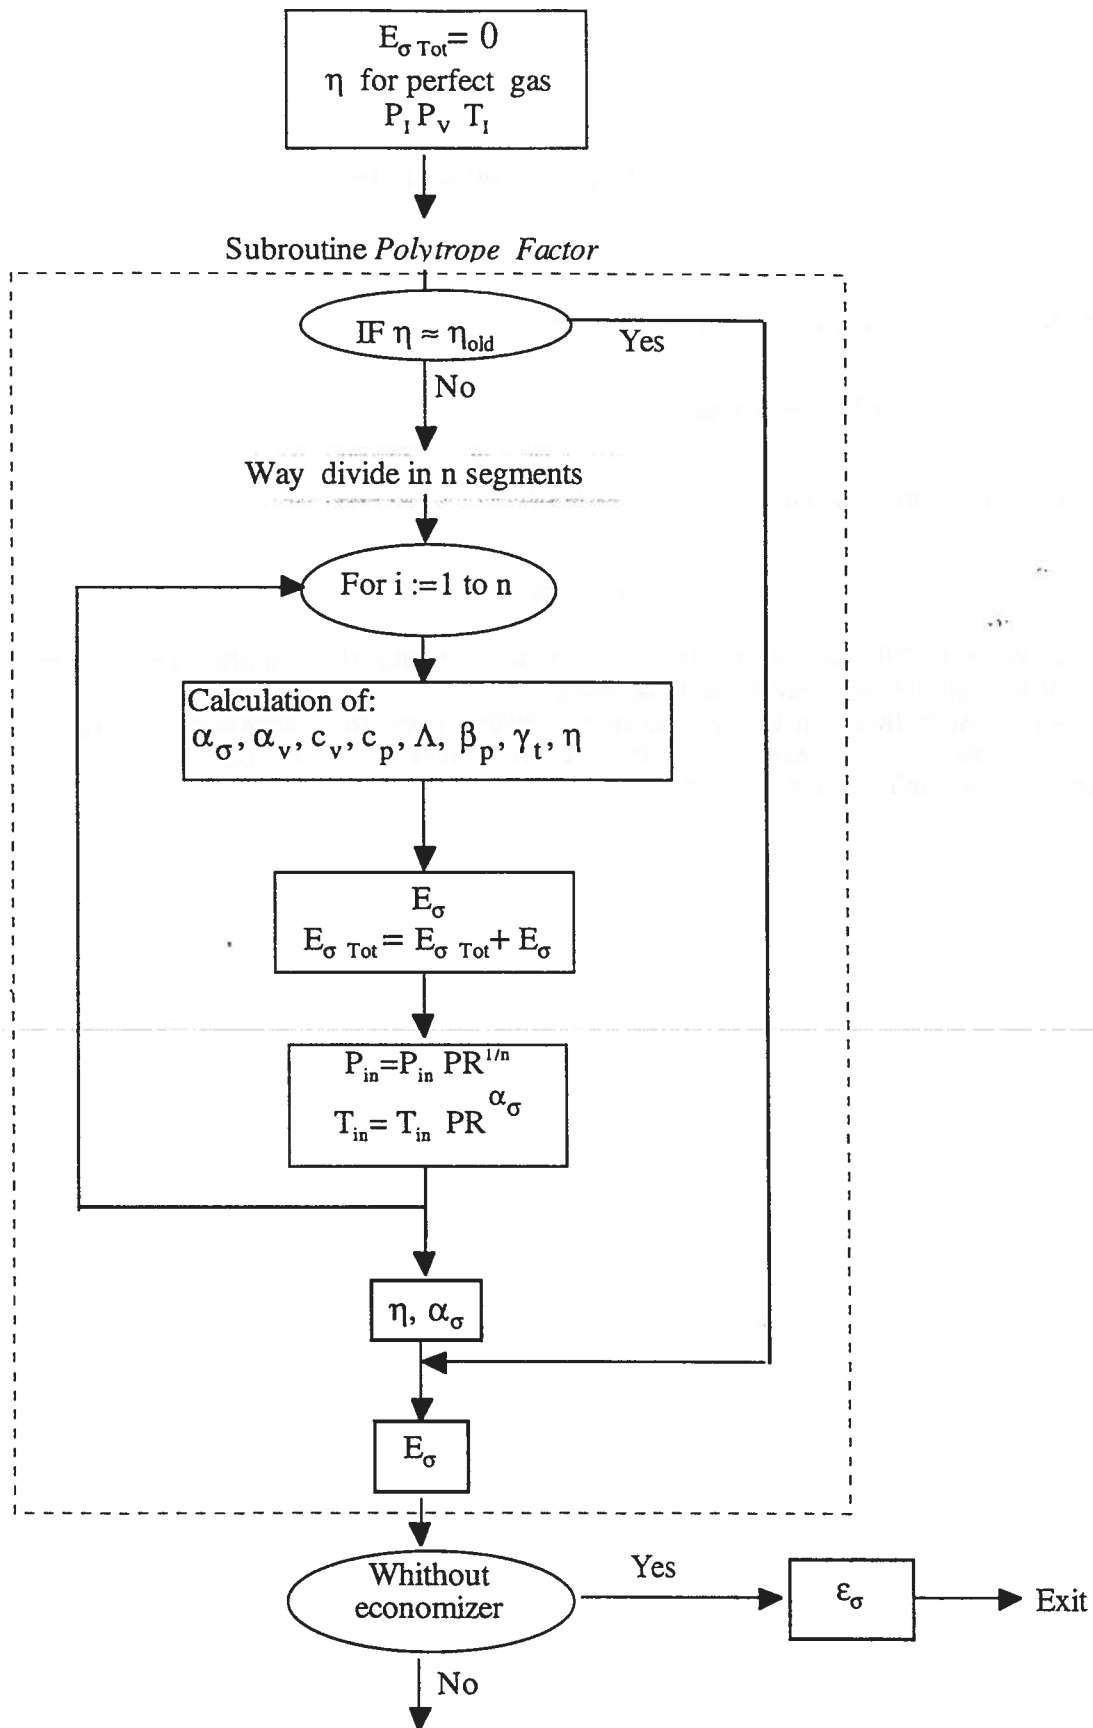 E_σ Tot = 0
η for perfect gas
P_I P_V T_I
Subroutine Polytrope Factor
IF η ≈ η_old
Yes
No
Way divide in n segments
For i :=1 to n
Calculation of:
α_σ, α_v, c_v, c_p, Λ, β_p, γ_t, η
E_σ
E_σ Tot = E_σ Tot + E_σ
P_in=P_in PR^1/n
T_in= T_in PR^α_σ
η, α_σ
E_σ
Whithout
economizer
Yes
ε_σ
Exit
No